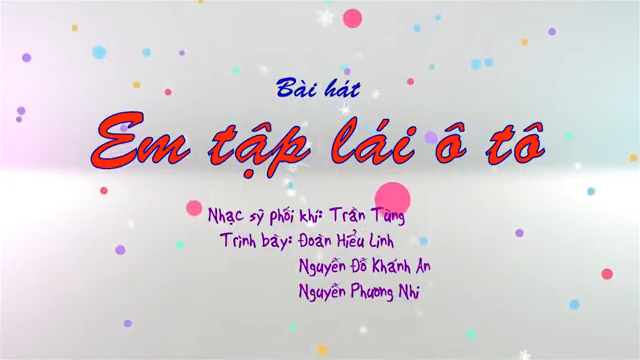 Bài hát
Em tập lái ô tô
Nhạc sỹ phối khí: Trần Tùng
Trình bày: Đoàn Hiểu Linh
Nguyễn Đỗ Khánh An
Nguyễn Phương Nhi